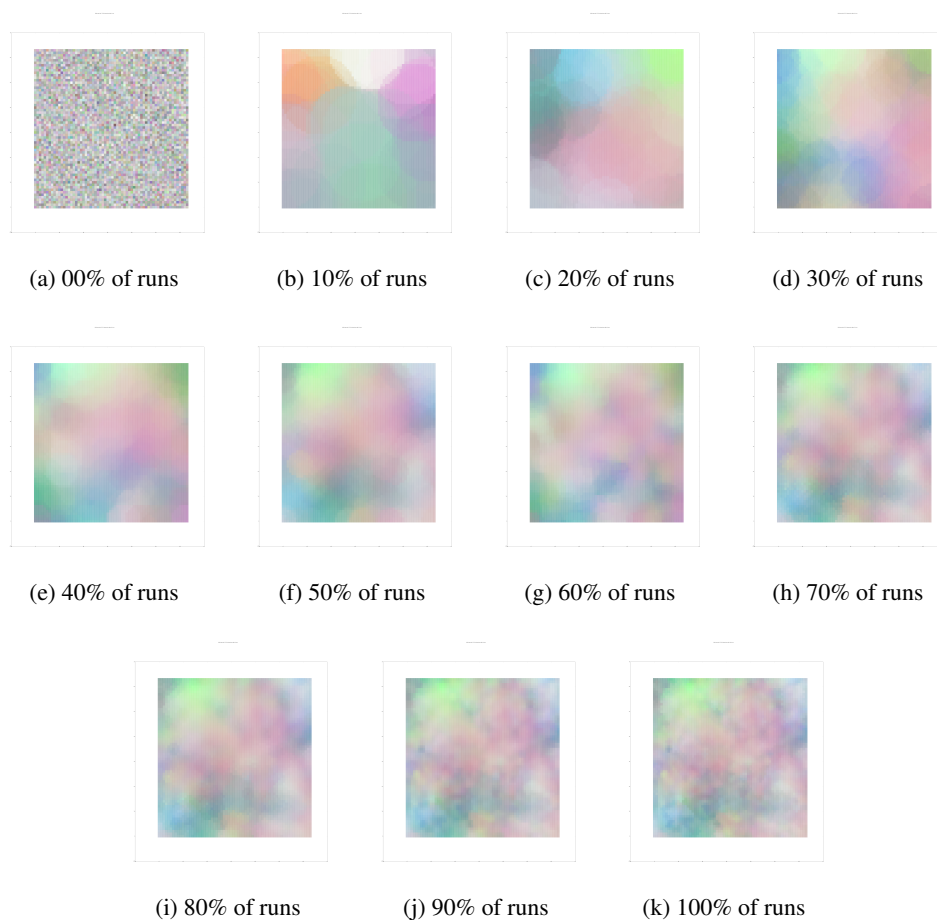 (a) 00% of runs
(b) 10% of runs
(c) 20% of runs
(d) 30% of runs
(e) 40% of runs
(f) 50% of runs
(g) 60% of runs
(h) 70% of runs
(i) 80% of runs
(j) 90% of runs
(k) 100% of runs